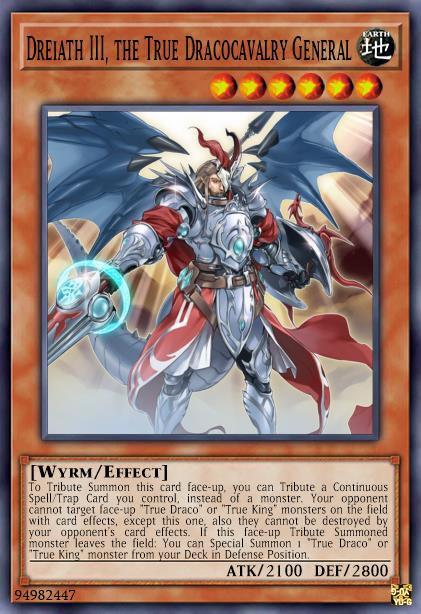 Dreiath III, the True Dracocavalry General
EARTH
地
[Wyrm/Effect]
To Tribute Summon this card face-up, you can Tribute a Continuous
Spell/Trap Card you control, instead of a monster. Your opponent
cannot target face-up "True Draco" or "True King" monsters on the field
with card effects, except this one, also they cannot be destroyed by
your opponent's card effects. If this face-up Tribute Summoned
monster leaves the field: You can Special Summon 1 "True Draco" or
"True King" monster from your Deck in Defense Position.
ATK/2100 DEF/2800
94982447